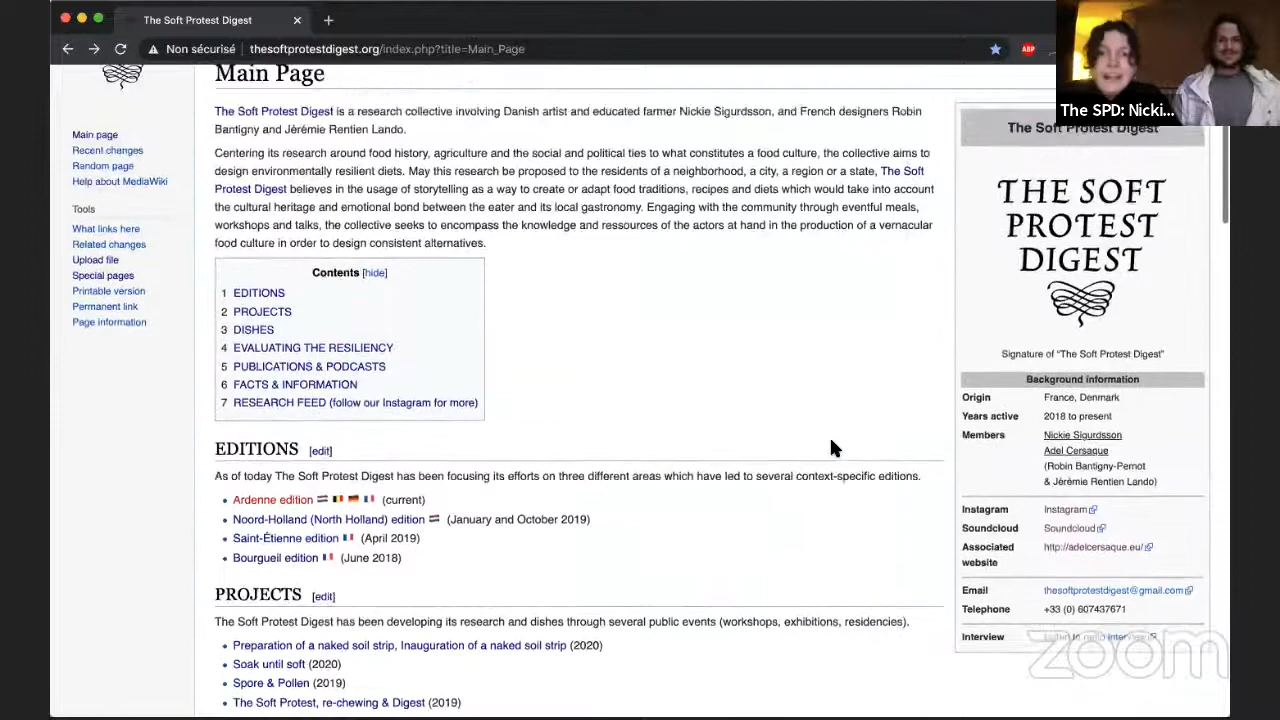 The Soft Protest Digest
Non sécurisé | thesoftprotestdigest.org/index.php?title=Main_Page
ABP
The SPD: Nicki...
Main page
Recent changes
Random page
Help about MediaWiki
Tools
What links here
Related changes
Upload file
Special pages
Printable version
Permanent link
Page information
Main Page
The Soft Protest Digest is a research collective involving Danish artist and educated farmer Nickie Sigurdsson, and French designers Robin
Bantigny and Jérémie Rentien Lando.
Centering its research around food history, agriculture and the social and political ties to what constitutes a food culture, the collective aims to
design environmentally resilient diets. May this research be proposed to the residents of a neighborhood, a city, a region or a state, The Soft
Protest Digest believes in the usage of storytelling as a way to create or adapt food traditions, recipes and diets which would take into account
the cultural heritage and emotional bond between the eater and its local gastronomy. Engaging with the community through eventful meals,
workshops and talks, the collective seeks to encompass the knowledge and ressources of the actors at hand in the production of a vernacular
food culture in order to design consistent alternatives.
Contents [hide]
1 EDITIONS
2 PROJECTS
3 DISHES
4 EVALUATING THE RESILIENCY
5 PUBLICATIONS & PODCASTS
6 FACTS & INFORMATION
7 RESEARCH FEED (follow our Instagram for more)
EDITIONS [edit]
As of today The Soft Protest Digest has been focusing its efforts on three different areas which have led to several context-specific editions.
Ardenne edition (current)
Noord-Holland (North Holland) edition (January and October 2019)
Saint-Étienne edition (April 2019)
Bourgueil edition (June 2018)
PROJECTS [edit]
The Soft Protest Digest has been developing its research and dishes through several public events (workshops, exhibitions, residencies).
Preparation of a naked soil strip, Inauguration of a naked soil strip (2020)
Soak until soft (2020)
Spore & Pollen (2019)
The Soft Protest, re-chewing & Digest (2019)
The Soft Protest Digest
THE SOFT
PROTEST
DIGEST
Signature of "The Soft Protest Digest"
Background information
Origin France, Denmark
Years active 2018 to present
Members Nickie Sigurdsson
Adel Cersaque
(Robin Bantigny-Pernot
& Jérémie Rentien Lando)
Instagram Instagram
Soundcloud Soundcloud
Associated website http://adelcersaque.eu/
Email thesoftprotestdigest@gmail.com
Telephone +33 (0) 607437671
Interview Listen to radio interview
zoom